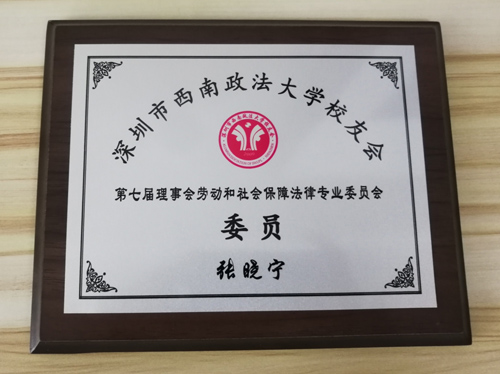 深圳市西南政法大学校友会
第七届理事会劳动和社会保障法律专业委员会
委员
张晓宁